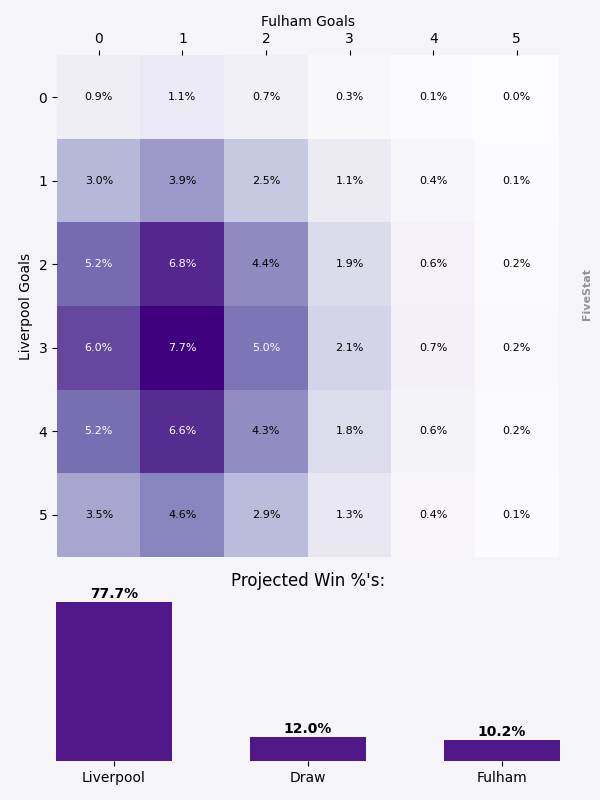 Fulham Goals
0 1 2 3 4 5
Liverpool Goals
0 0.9% 1.1% 0.7% 0.3% 0.1% 0.0%
1 3.0% 3.9% 2.5% 1.1% 0.4% 0.1%
2 5.2% 6.8% 4.4% 1.9% 0.6% 0.2%
3 6.0% 7.7% 5.0% 2.1% 0.7% 0.2%
4 5.2% 6.6% 4.3% 1.8% 0.6% 0.2%
5 3.5% 4.6% 2.9% 1.3% 0.4% 0.1%
FiveStat
Projected Win %'s:
77.7% 12.0% 10.2%
Liverpool Draw Fulham